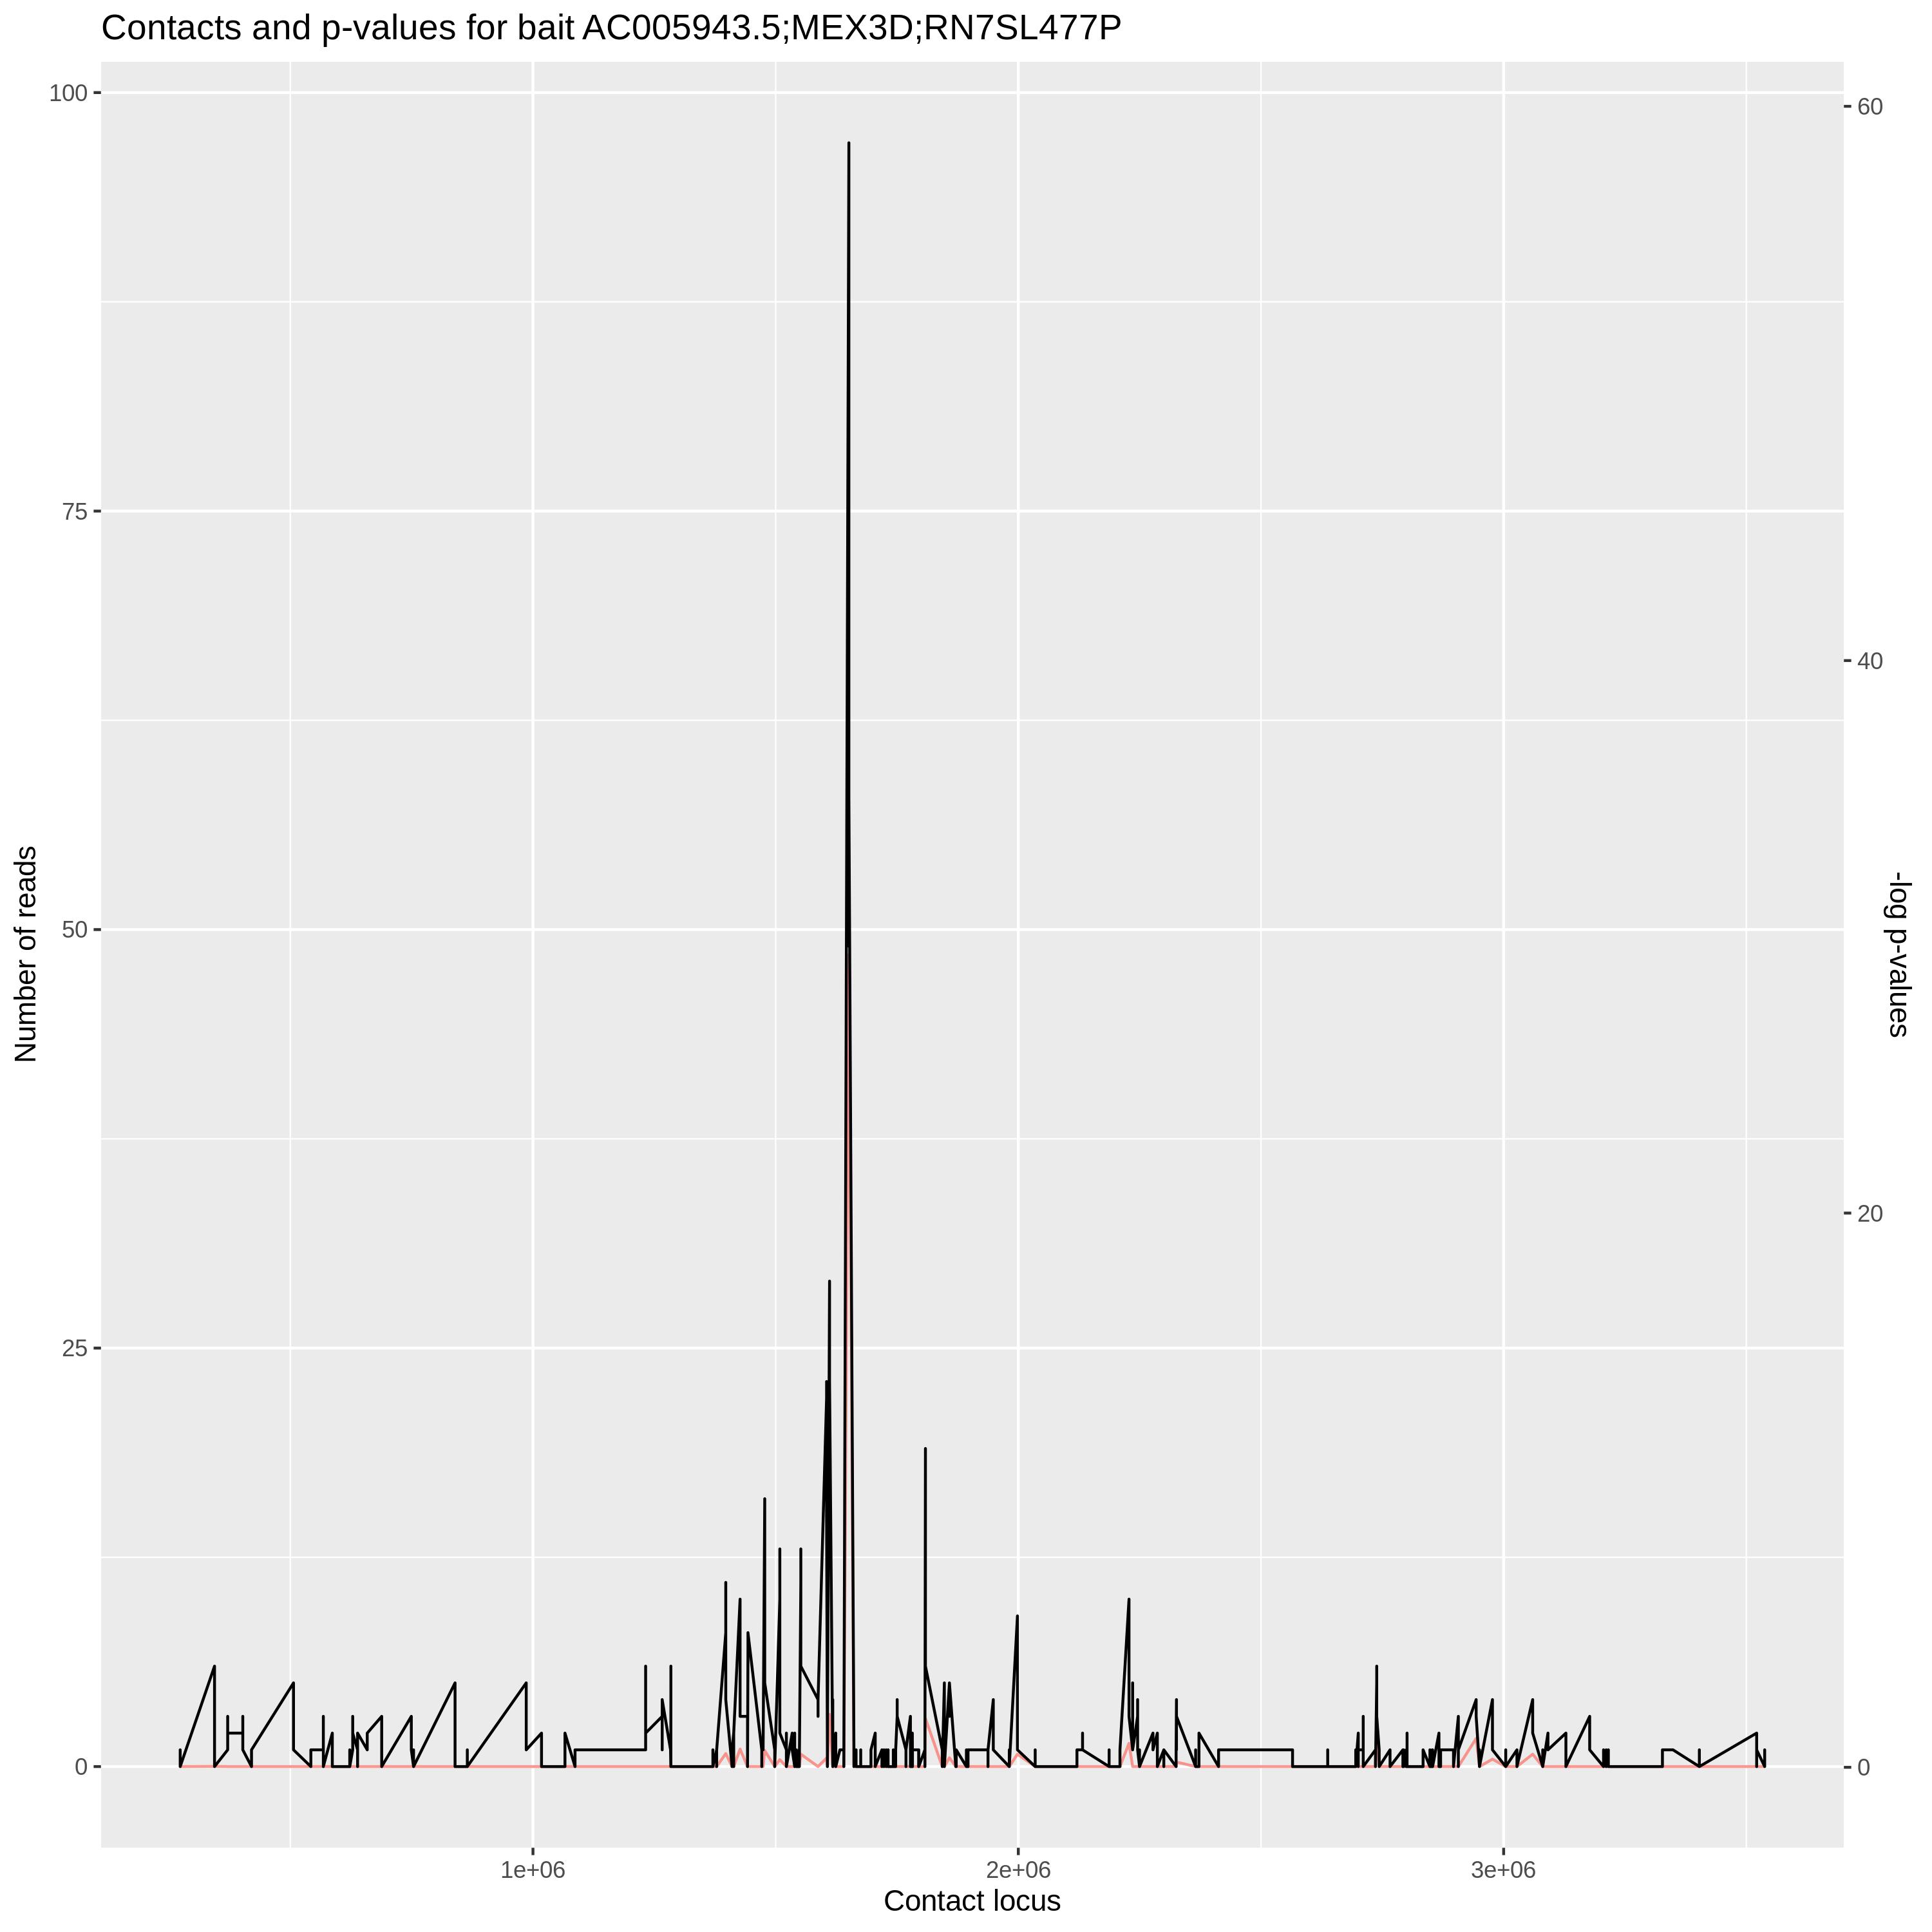 Contacts and p-values for bait AC005943.5;MEX3D;RN7SL477P
100
75
50
25
0
Number of reads
60
40
20
0
-log p-values
1e+06
2e+06
3e+06
Contact locus